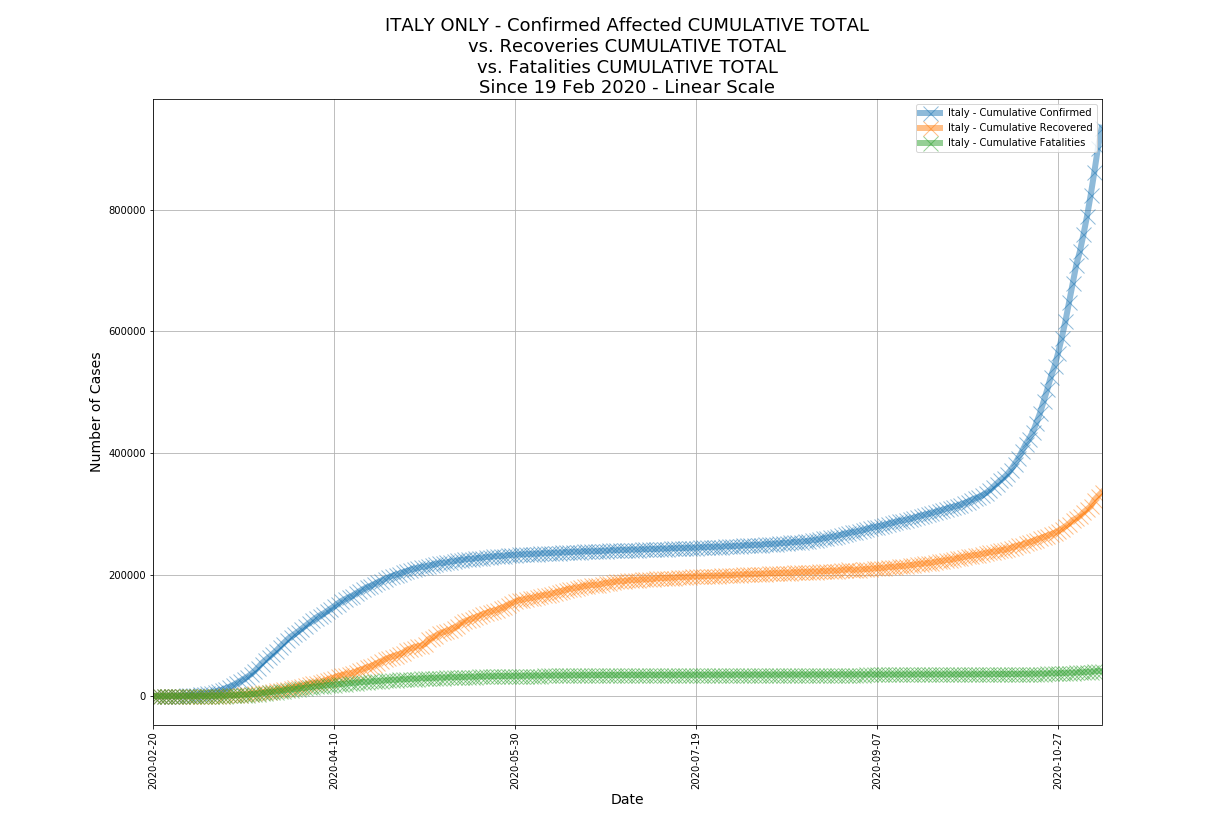 ITALY ONLY - Confirmed Affected CUMULATIVE TOTAL
vs. Recoveries CUMULATIVE TOTAL
vs. Fatalities CUMULATIVE TOTAL
Since 19 Feb 2020 - Linear Scale
Italy - Cumulative Confirmed
Italy - Cumulative Recovered
Italy - Cumulative Fatalities
Number of Cases
800000
600000
400000
200000
0
2020-02-20
2020-04-10
2020-05-30
2020-07-19
2020-09-07
2020-10-27
Date